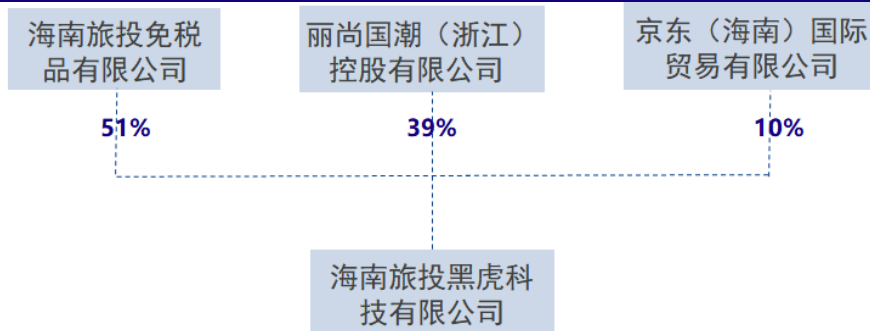 海南旅投免税
品有限公司
丽尚国潮（浙江）
控股有限公司
京东（海南）国际
贸易有限公司
51%
39%
10%
海南旅投黑虎科
技有限公司